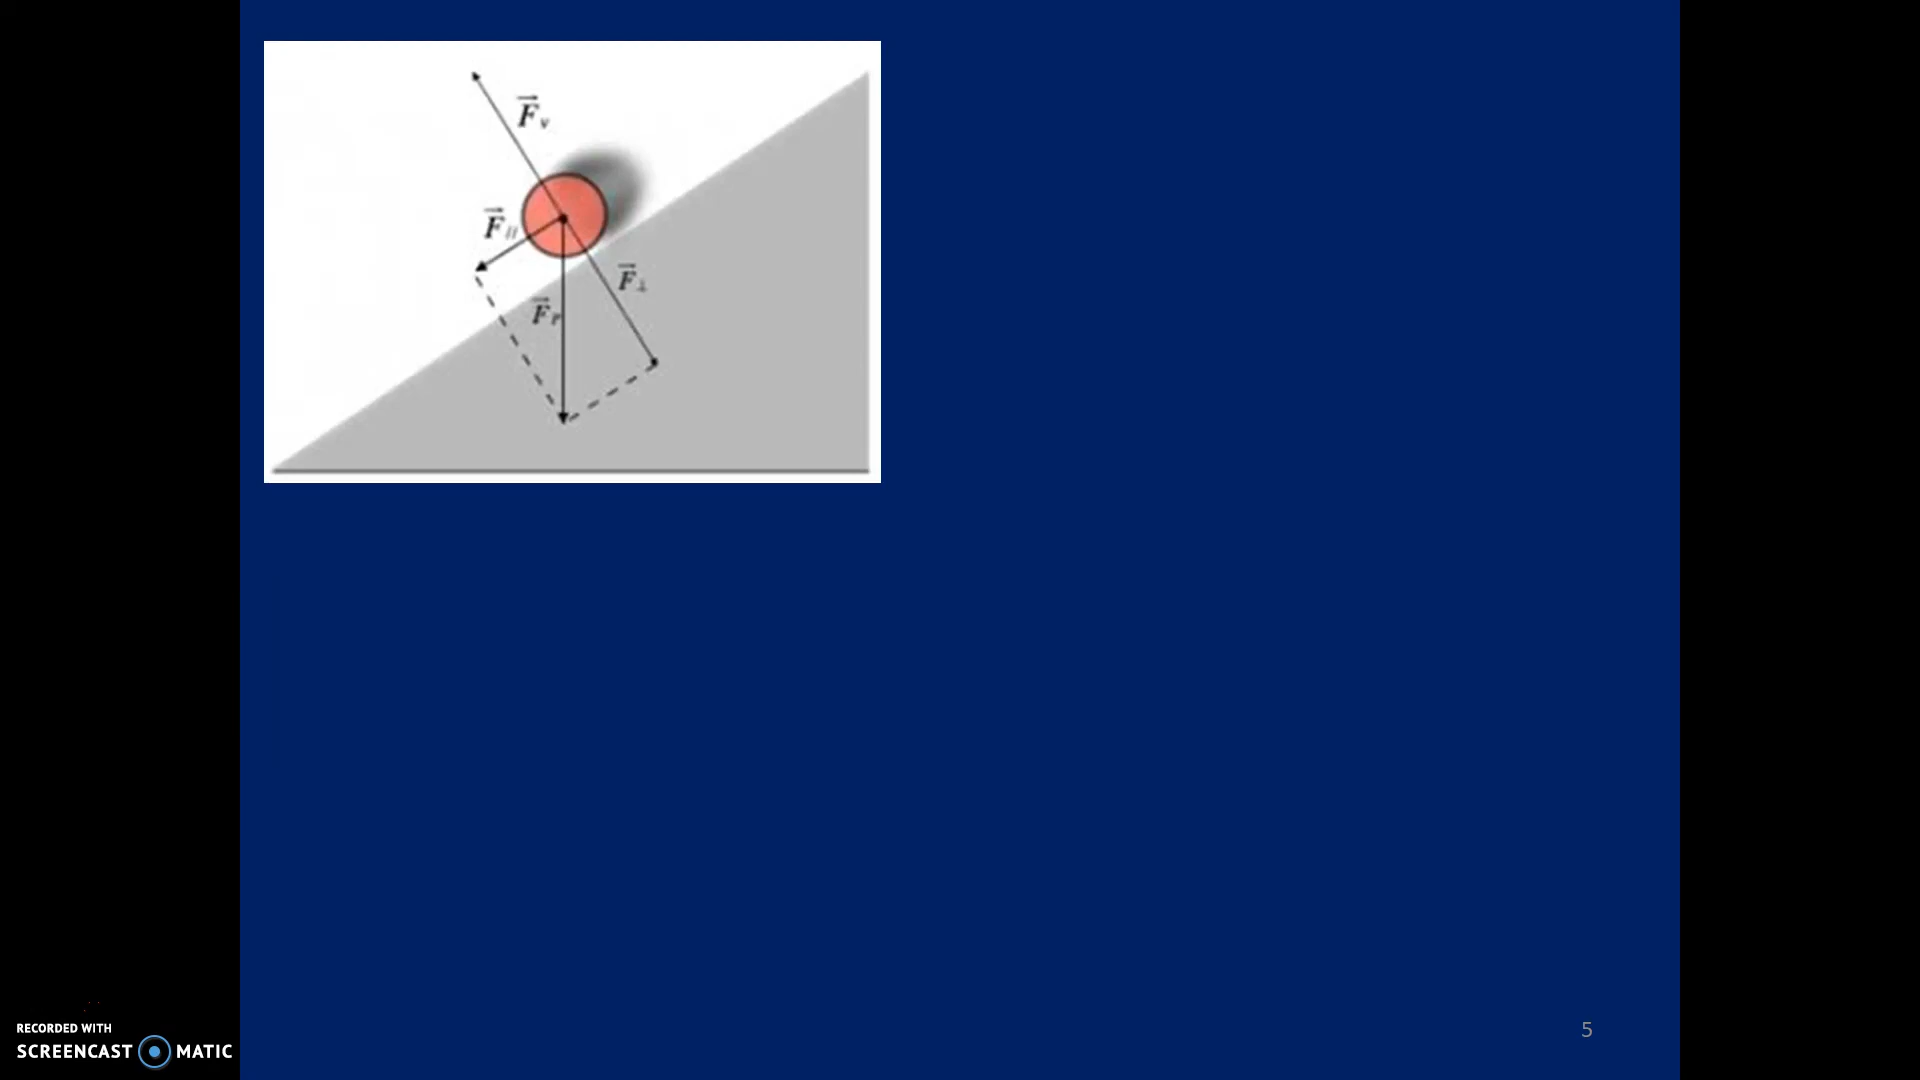 F⃗v
F⃗//
F⃗⊥
F⃗P
5
RECORDED WITH
SCREENCAST MATIC